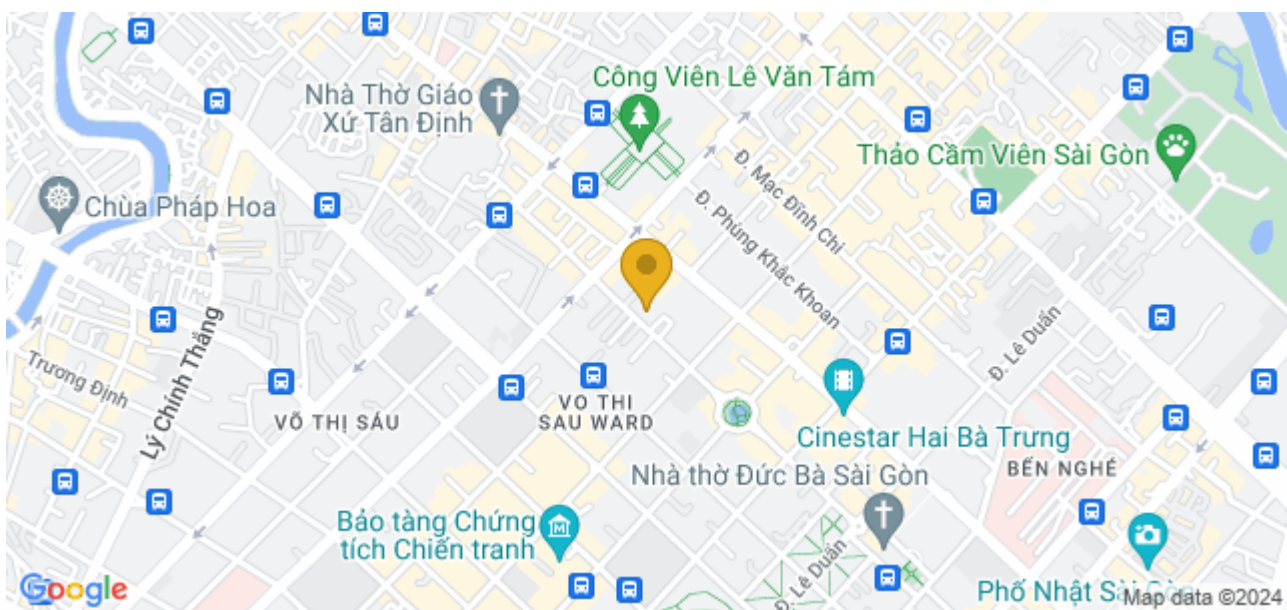 Công Viên Lê Văn Tám
Nhà Thờ Giáo
Xứ Tân Định
Thảo Cầm Viên Sài Gòn
Đ. Mạc Đĩnh Chi
Chùa Pháp Hoa
Đ. Phùng Khắc Khoan
Lý Chính Thắng
Đ. Lê Duẩn
Trương Định
VÕ THỊ SÁU
VO THI
SAU WARD
Cinestar Hai Bà Trưng
BẾN NGHÉ
Nhà thờ Đức Bà Sài Gòn
Bảo tàng Chứng
tích Chiến tranh
Đ. Lê Duẩn
Phố Nhật Sài
Google
Map data ©2024